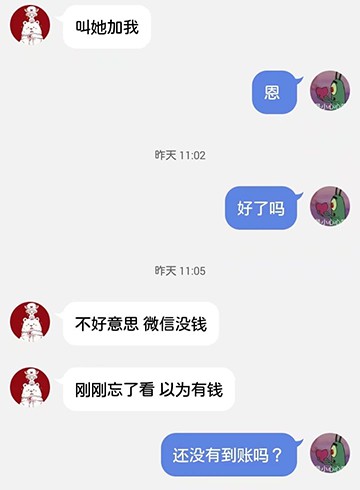 叫她加我
恩
昨天 11:02
好了吗
昨天 11:05
不好意思 微信没钱
刚刚忘了看 以为有钱
还没有到账吗？